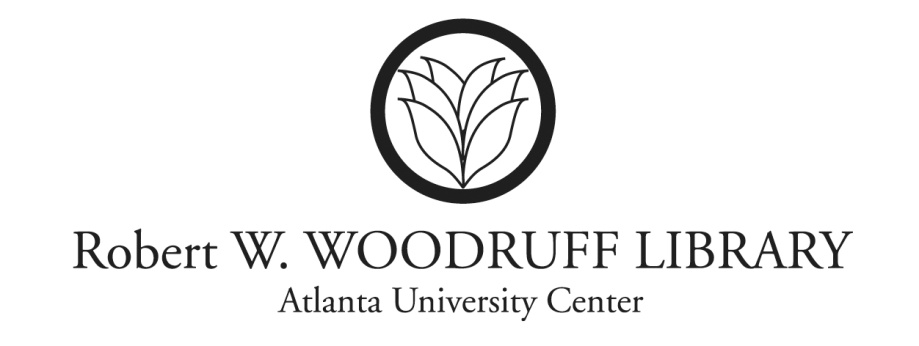 Robert W. WOODRUFF LIBRARY
Atlanta University Center